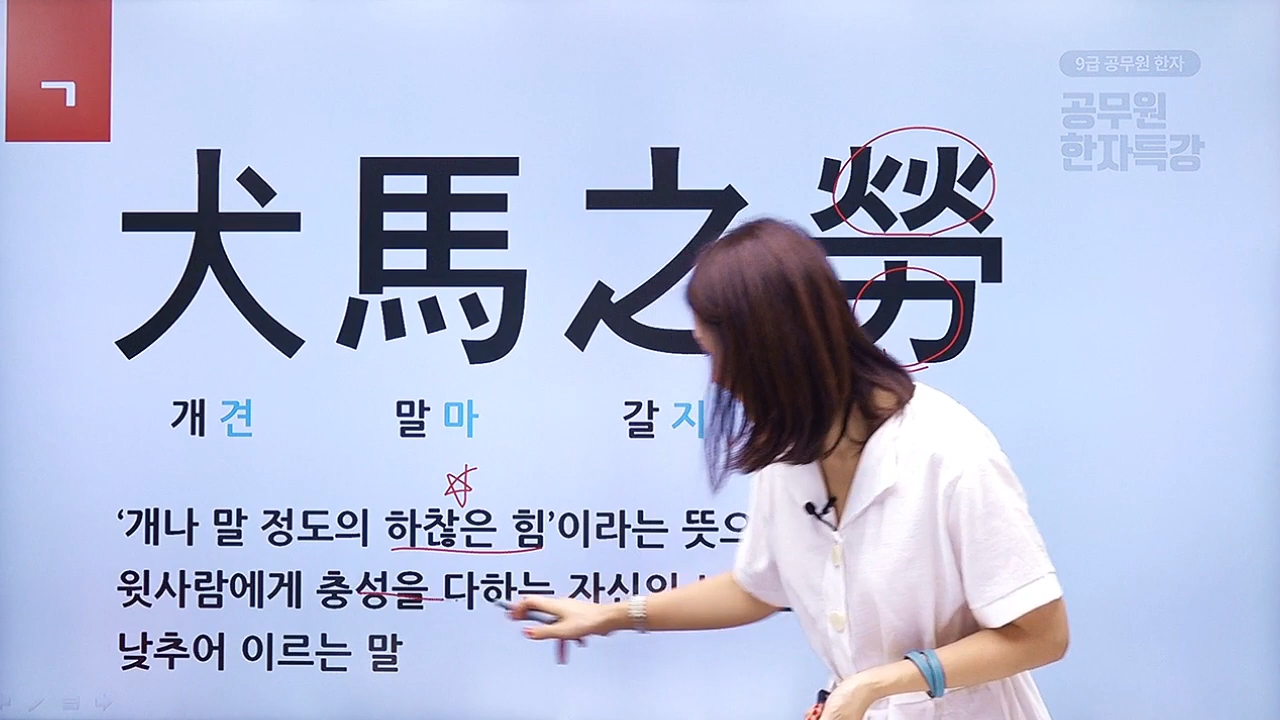 ㄱ
9급 공무원 한자
공무원
한자특강
犬馬之勞
개 견 말 마 갈 지
‘개나 말 정도의 하찮은 힘’이라는
윗사람에게 충성을 다하는 자신의
낮추어 이르는 말